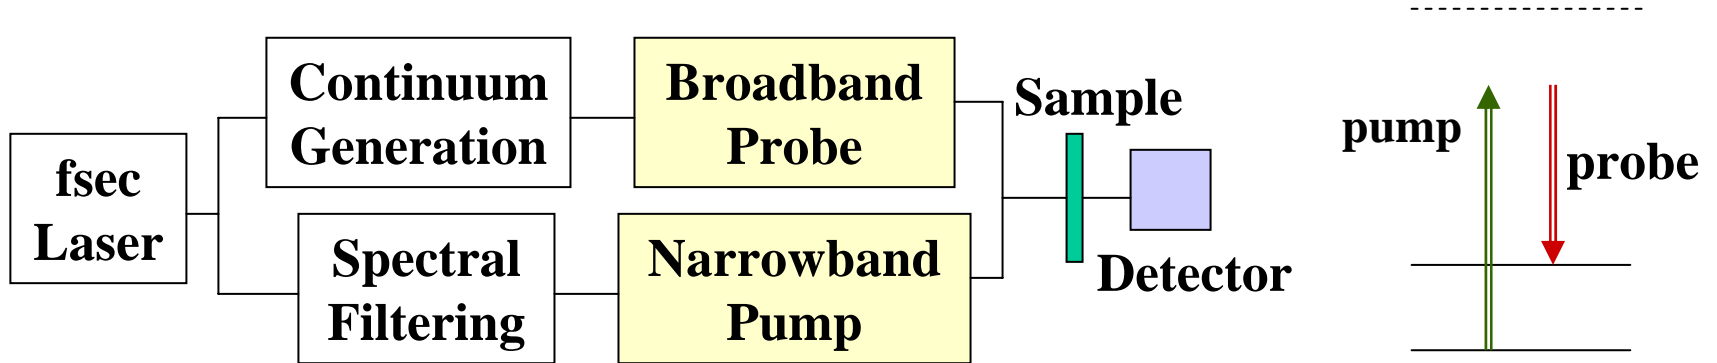 fsec
Laser
Continuum
Generation
Broadband
Probe
Spectral
Filtering
Narrowband
Pump
Sample
Detector
pump
probe